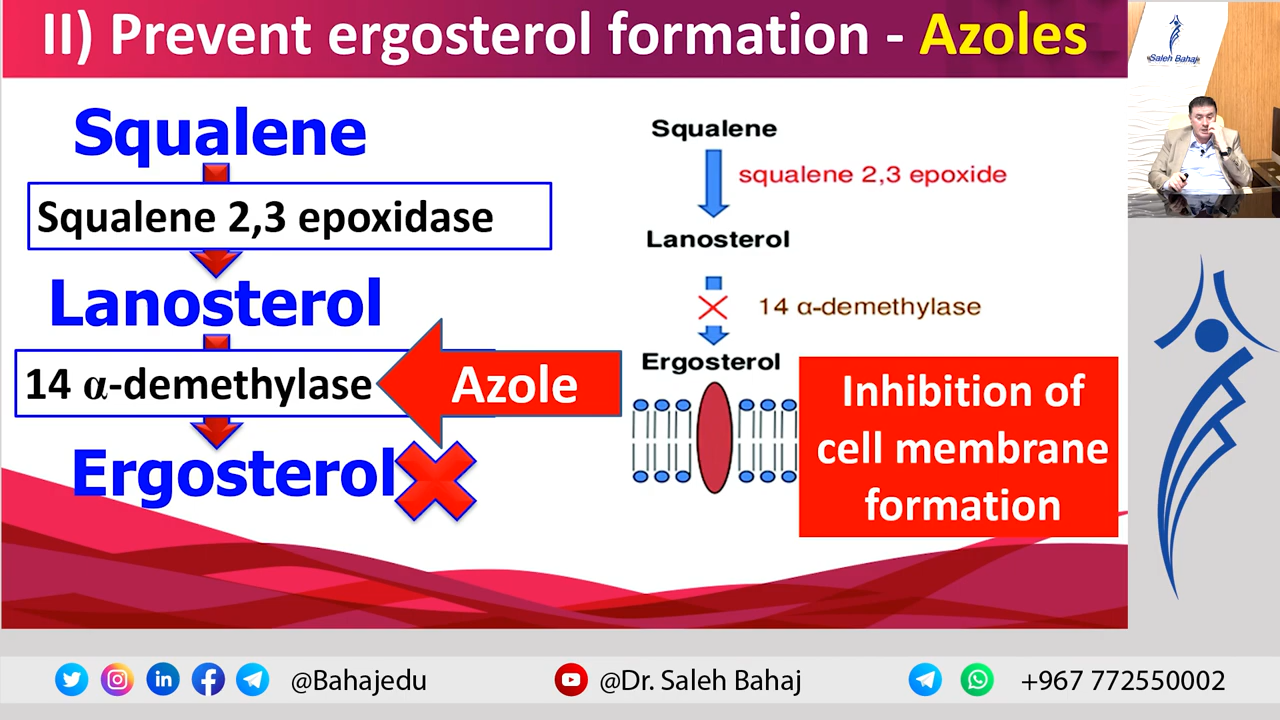 II) Prevent ergosterol formation - Azoles
Squalene
Squalene 2,3 epoxidase
Lanosterol
14 α-demethylase
Azole
Ergosterol
Squalene
squalene 2,3 epoxide
Lanosterol
14 α-demethylase
Ergosterol
Inhibition of
cell membrane
formation
Saleh Bahaj
@Bahajedu
@Dr. Saleh Bahaj
+967 772550002